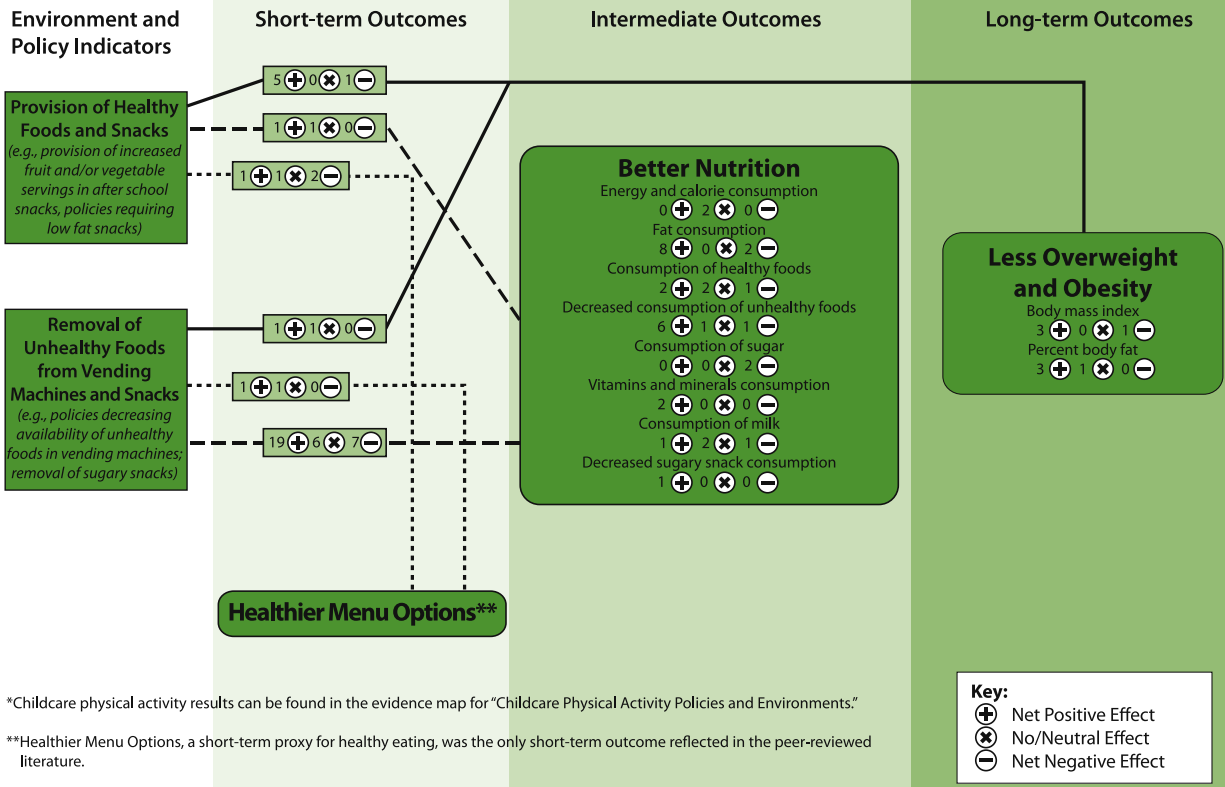 Environment and
Policy Indicators
Short-term Outcomes
Intermediate Outcomes
Long-term Outcomes
Provision of Healthy
Foods and Snacks
(e.g., provision of increased
fruit and/or vegetable
servings in after school
snacks, policies requiring
low fat snacks)
5 + 0 × 1 −
1 + 1 × 0 −
1 + 1 × 2 −
Removal of
Unhealthy Foods
from Vending
Machines and Snacks
(e.g., policies decreasing
availability of unhealthy
foods in vending machines;
removal of sugary snacks)
1 + 1 × 0 −
1 + 1 × 0 −
19 + 6 × 7 −
Healthier Menu Options**
Better Nutrition
Energy and calorie consumption
0 + 2 × 0 −
Fat consumption
8 + 0 × 2 −
Consumption of healthy foods
2 + 2 × 1 −
Decreased consumption of unhealthy foods
6 + 1 × 1 −
Consumption of sugar
0 + 0 × 2 −
Vitamins and minerals consumption
2 + 0 × 0 −
Consumption of milk
1 + 2 × 1 −
Decreased sugary snack consumption
1 + 0 × 0 −
Less Overweight
and Obesity
Body mass index
3 + 0 × 1 −
Percent body fat
3 + 1 × 0 −
*Childcare physical activity results can be found in the evidence map for “Childcare Physical Activity Policies and Environments.”
**Healthier Menu Options, a short-term proxy for healthy eating, was the only short-term outcome reflected in the peer-reviewed
literature.
Key:
+ Net Positive Effect
× No/Neutral Effect
− Net Negative Effect